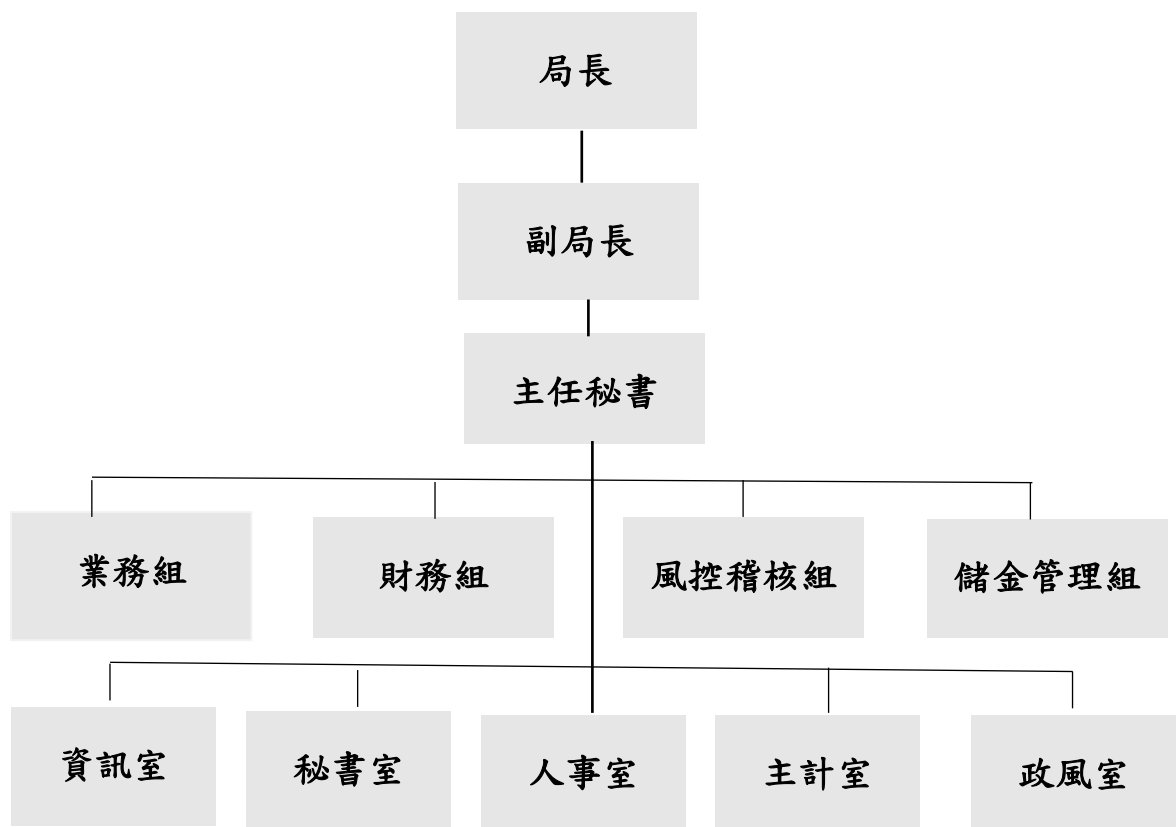 局長
副局長
主任秘書
業務組
財務組
風控稽核組
儲金管理組
資訊室
秘書室
人事室
主計室
政風室